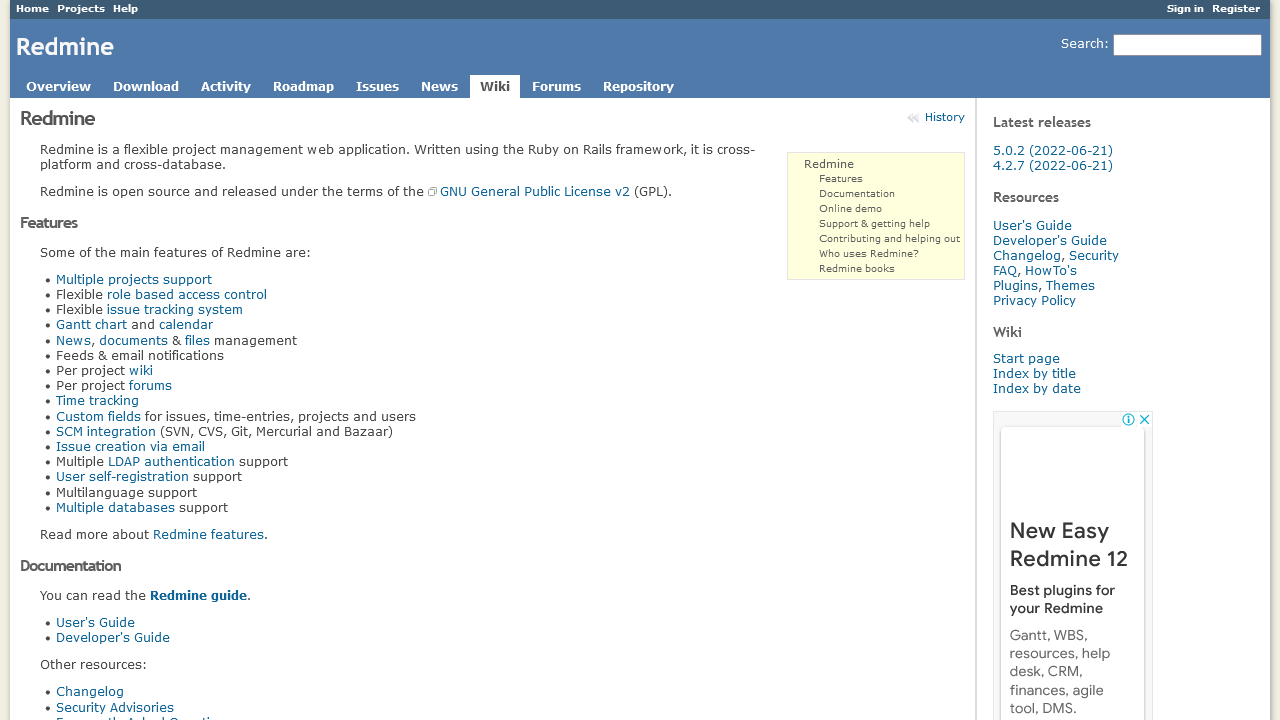 Home Projects Help
Sign in Register
Redmine
Search:
Overview Download Activity Roadmap Issues News Wiki Forums Repository
Redmine
History
Redmine is a flexible project management web application. Written using the Ruby on Rails framework, it is cross-
platform and cross-database.
Redmine is open source and released under the terms of the GNU General Public License v2 (GPL).
Redmine
Features
Documentation
Online demo
Support & getting help
Contributing and helping out
Who uses Redmine?
Redmine books
Features
Some of the main features of Redmine are:
• Multiple projects support
• Flexible role based access control
• Flexible issue tracking system
• Gantt chart and calendar
• News, documents & files management
• Feeds & email notifications
• Per project wiki
• Per project forums
• Time tracking
• Custom fields for issues, time-entries, projects and users
• SCM integration (SVN, CVS, Git, Mercurial and Bazaar)
• Issue creation via email
• Multiple LDAP authentication support
• User self-registration support
• Multilanguage support
• Multiple databases support
Read more about Redmine features.
Documentation
You can read the Redmine guide.
• User's Guide
• Developer's Guide
Other resources:
• Changelog
• Security Advisories
Latest releases
5.0.2 (2022-06-21)
4.2.7 (2022-06-21)
Resources
User's Guide
Developer's Guide
Changelog, Security
FAQ, HowTo's
Plugins, Themes
Privacy Policy
Wiki
Start page
Index by title
Index by date
New Easy
Redmine 12
Best plugins for
your Redmine
Gantt, WBS,
resources, help
desk, CRM,
finances, agile
tool, DMS.